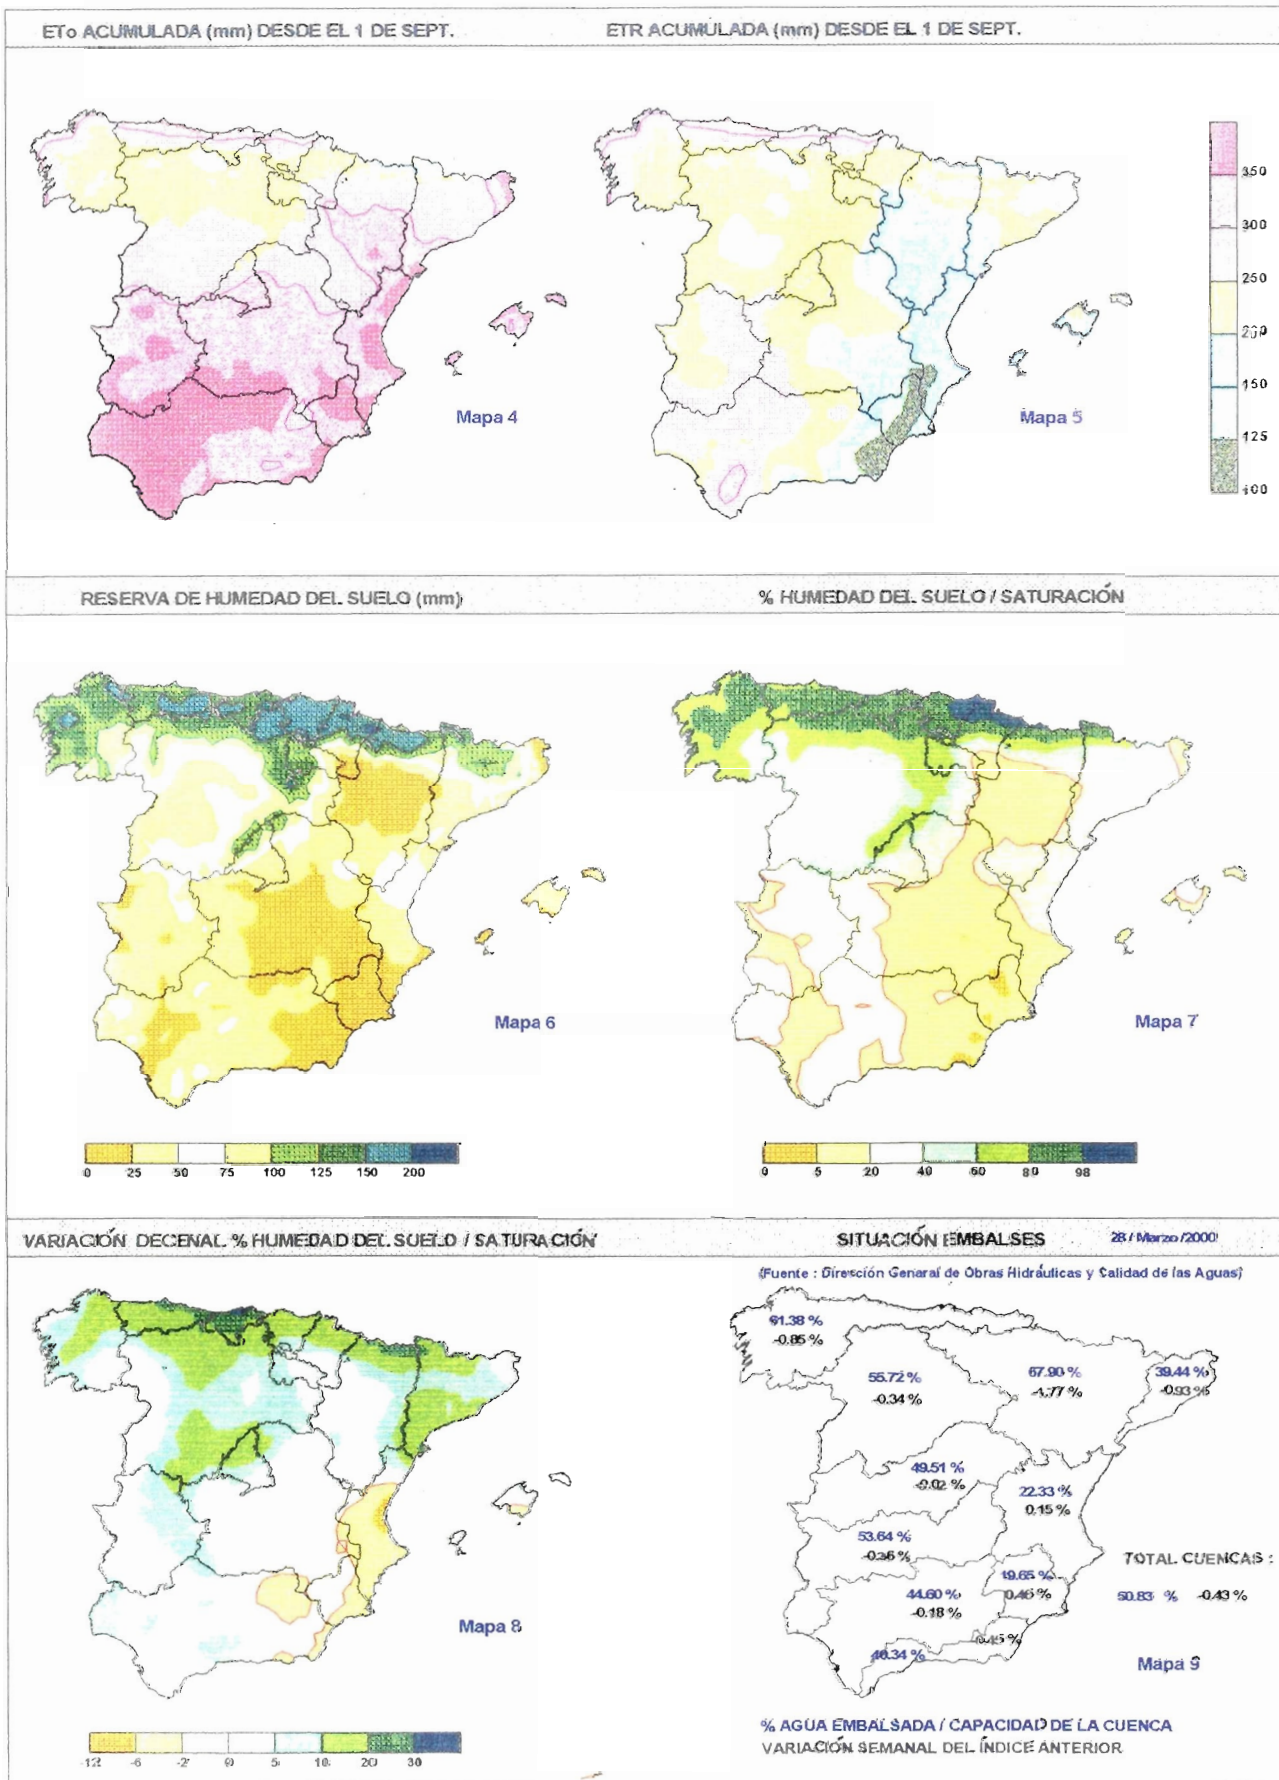 ETo ACUMULADA (mm) DESDE EL 1 DE SEPT.
ETR ACUMULADA (mm) DESDE EL 1 DE SEPT.
350
300
250
200
150
125
100
Mapa 4
Mapa 5
RESERVA DE HUMEDAD DEL SUELO (mm)
% HUMEDAD DEL SUELO / SATURACIÓN
Mapa 6
Mapa 7
0 25 50 75 100 125 150 200
0 5 20 40 60 80 98
VARIACIÓN DECENAL % HUMEDAD DEL SUELO / SATURACIÓN
SITUACIÓN EMBALSES
28 / Marzo /2000
(Fuente : Dirección General de Obras Hidráulicas y Calidad de las Aguas)
61.38 %
-0.85 %
55.72 %
-0.34 %
67.90 %
-1.77 %
39.44 %
-0.93 %
49.51 %
-0.02 %
22.33 %
0.15 %
53.64 %
-0.36 %
19.65 %
0.46 %
44.60 %
-0.18 %
40.34 %
TOTAL CUENCAS :
50.83 % -0.43 %
Mapa 8
Mapa 9
-12 -6 -2 0 5 10 20 30
% AGUA EMBALSADA / CAPACIDAD DE LA CUENCA
VARIACIÓN SEMANAL DEL ÍNDICE ANTERIOR